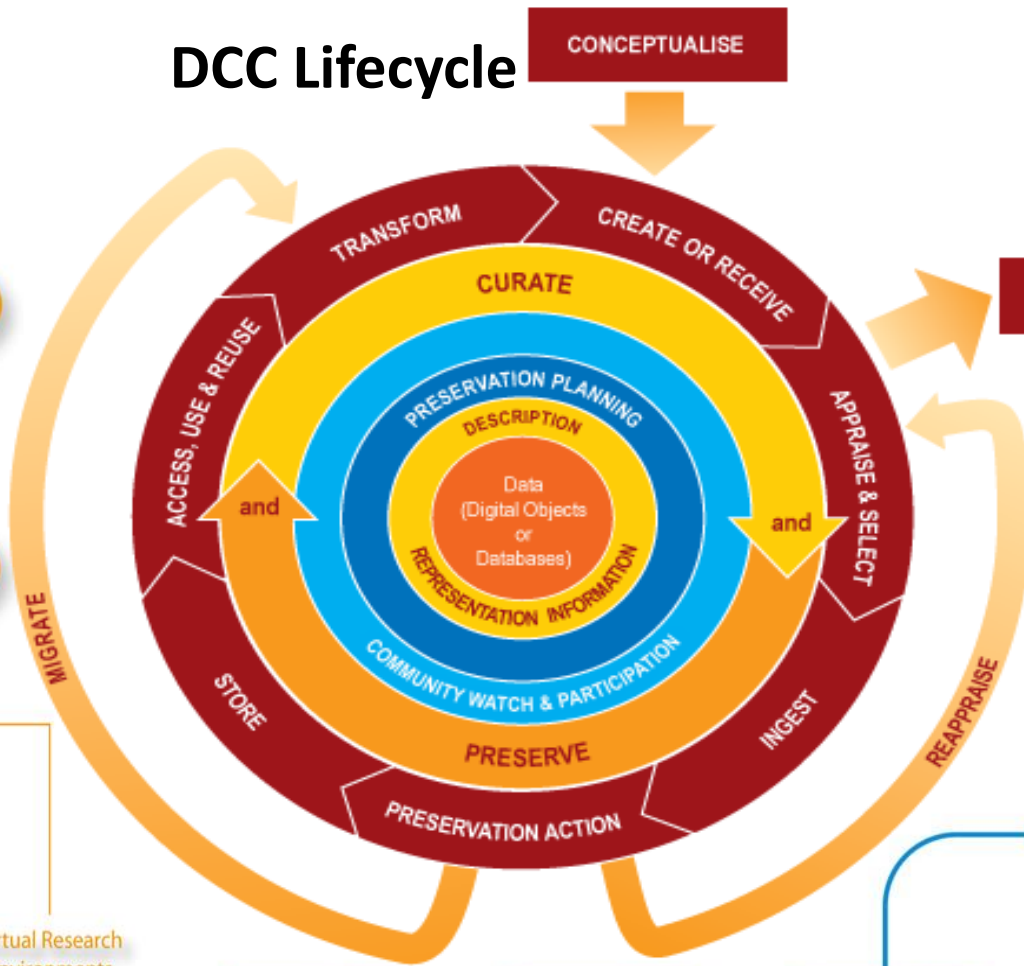 DCC Lifecycle
CONCEPTUALISE
TRANSFORM
CREATE OR RECEIVE
CURATE
ACCESS, USE & REUSE
PRESERVATION PLANNING
DESCRIPTION
APPRAISE & SELECT
Data
(Digital Objects
or
Databases)
and
and
REPRESENTATION INFORMATION
MIGRATE
COMMUNITY WATCH & PARTICIPATION
STORE
INGEST
REAPPRAISE
PRESERVE
PRESERVATION ACTION
tual Research